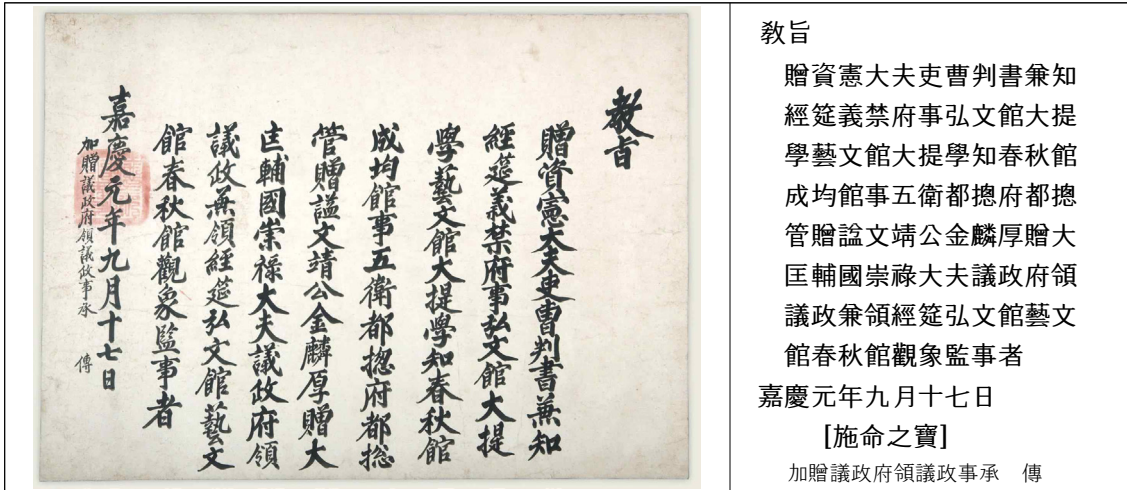 教旨
贈資憲大夫吏曺判書兼知
經筵義禁府事弘文館大提
學藝文館大提學知春秋館
成均館事五衛都揔府都揔
管贈謚文靖公金麟厚贈大
匡輔國崇祿大夫議政府領
議政兼領經筵弘文館藝文
館春秋館觀象監事者
嘉慶元年九月十七日
加贈議政府領議政事承 傳
敎旨
贈資憲大夫吏曹判書兼知
經筵義禁府事弘文館大提
學藝文館大提學知春秋館
成均館事五衛都摠府都摠
管贈諡文靖公金麟厚贈大
匡輔國崇祿大夫議政府領
議政兼領經筵弘文館藝文
館春秋館觀象監事者
嘉慶元年九月十七日
[施命之寶]
加贈議政府領議政事承 傳